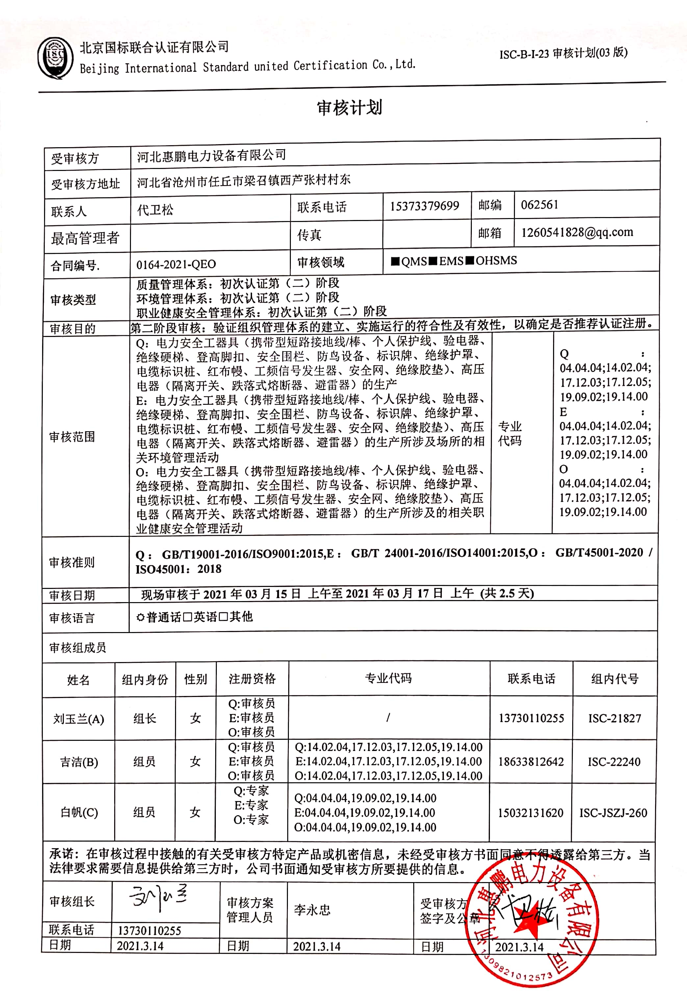 ISC
北京国标联合认证有限公司
Beijing International Standard united Certification Co.,Ltd.
ISC-B-I-23 审核计划(03 版)
审核计划
受审核方 河北惠鹏电力设备有限公司
受审核方地址 河北省沧州市任丘市梁召镇西芦张村村东
联系人 代卫松 联系电话 15373379699 邮编 062561
最高管理者 传真 邮箱 1260541828@qq.com
合同编号. 0164-2021-QEO 审核领域 ■QMS■EMS■OHSMS
审核类型
质量管理体系：初次认证第（二）阶段
环境管理体系：初次认证第（二）阶段
职业健康安全管理体系：初次认证第（二）阶段
审核目的 第二阶段审核：验证组织管理体系的建立、实施运行的符合性及有效性，以确定是否推荐认证注册。
审核范围
Q：电力安全工器具（携带型短路接地线/棒、个人保护线、验电器、
绝缘硬梯、登高脚扣、安全围栏、防鸟设备、标识牌、绝缘护罩、
电缆标识桩、红布幔、工频信号发生器、安全网、绝缘胶垫）、高压
电器（隔离开关、跌落式熔断器、避雷器）的生产
E：电力安全工器具（携带型短路接地线/棒、个人保护线、验电器、
绝缘硬梯、登高脚扣、安全围栏、防鸟设备、标识牌、绝缘护罩、
电缆标识桩、红布幔、工频信号发生器、安全网、绝缘胶垫）、高压
电器（隔离开关、跌落式熔断器、避雷器）的生产所涉及场所的相
关环境管理活动
O：电力安全工器具（携带型短路接地线/棒、个人保护线、验电器、
绝缘硬梯、登高脚扣、安全围栏、防鸟设备、标识牌、绝缘护罩、
电缆标识桩、红布幔、工频信号发生器、安全网、绝缘胶垫）、高压
电器（隔离开关、跌落式熔断器、避雷器）的生产所涉及的相关职
业健康安全管理活动
专业
代码
Q ：
04.04.04;14.02.04;
17.12.03;17.12.05;
19.09.02;19.14.00
E ：
04.04.04;14.02.04;
17.12.03;17.12.05;
19.09.02;19.14.00
O ：
04.04.04;14.02.04;
17.12.03;17.12.05;
19.09.02;19.14.00
审核准则
Q： GB/T19001-2016/ISO9001:2015,E： GB/T 24001-2016/ISO14001:2015,O： GB/T45001-2020 /
ISO45001：2018
审核日期 现场审核于 2021 年 03 月 15 日 上午至 2021 年 03 月 17 日 上午 (共 2.5 天)
审核语言 ☼普通话□英语□其他
审核组成员
姓名 组内身份 性别 注册资格 专业代码 联系电话 组内代号
刘玉兰(A) 组长 女
Q:审核员
E:审核员
O:审核员
/ 13730110255 ISC-21827
吉洁(B) 组员 女
Q:审核员
E:审核员
O:审核员
Q:14.02.04,17.12.03,17.12.05,19.14.00
E:14.02.04,17.12.03,17.12.05,19.14.00
O:14.02.04,17.12.03,17.12.05,19.14.00
18633812642 ISC-22240
白帆(C) 组员 女
Q:专家
E:专家
O:专家
Q:04.04.04,19.09.02,19.14.00
E:04.04.04,19.09.02,19.14.00
O:04.04.04,19.09.02,19.14.00
15032131620 ISC-JSZJ-260
承诺：在审核过程中接触的有关受审核方特定产品或机密信息，未经受审核方书面同意不得透露给第三方。当
法律要求需要信息提供给第三方时，公司书面通知受审核方所要提供的信息。
审核组长 刘玉兰
审核方案
管理人员
李永忠
受审核方
签字及公章
代卫松
联系电话 13730110255
日期 2021.3.14 日期 2021.3.14 日期 2021.3.14
河北惠鹏电力设备有限公司
1309821012573